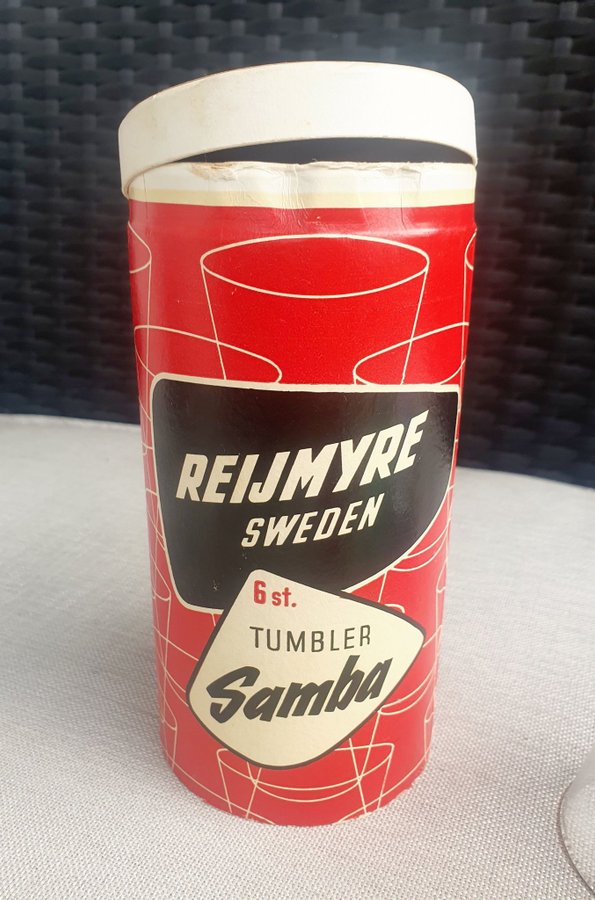 REIJMYRE
SWEDEN
6 st.
TUMBLER
Samba